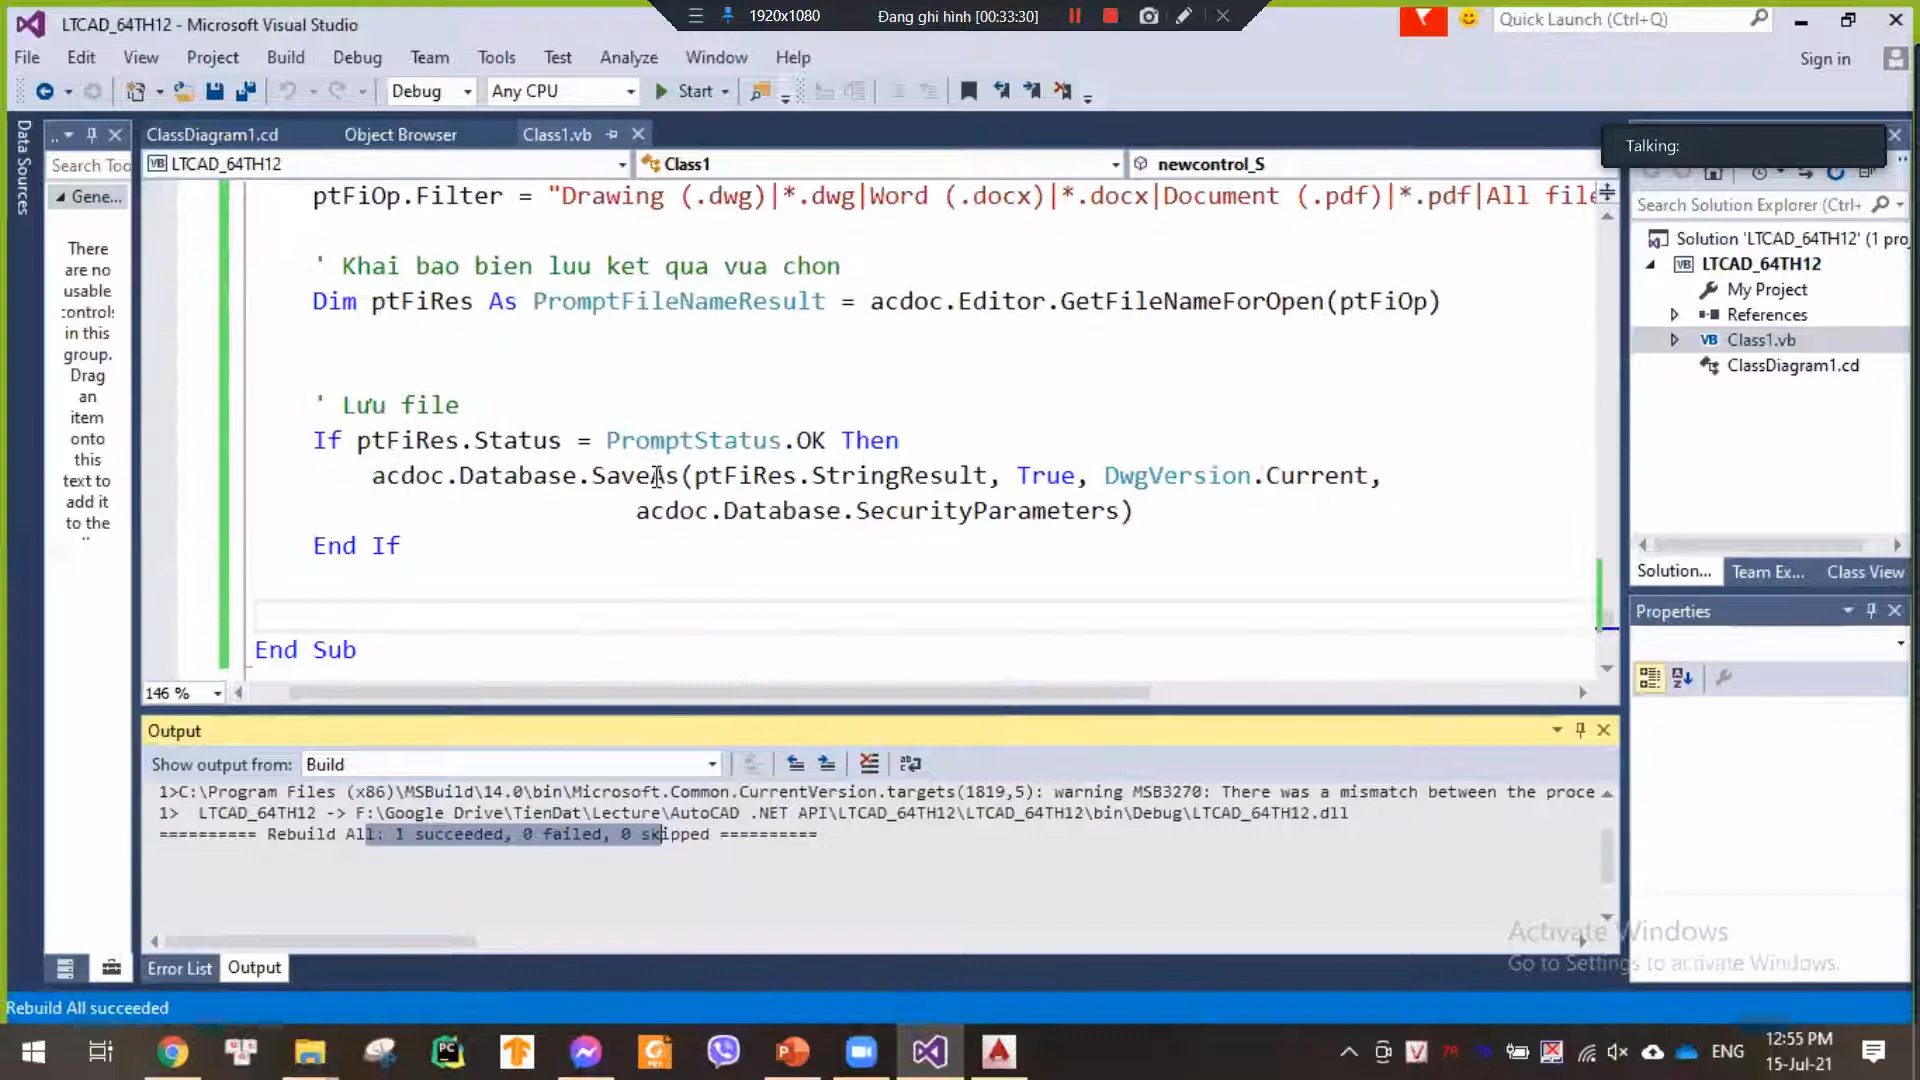 LTCAD_64TH12 - Microsoft Visual Studio
1920x1080
Đang ghi hình [00:33:30]
Quick Launch (Ctrl+Q)
File Edit View Project Build Debug Team Tools Test Analyze Window Help
Sign in
Debug
Any CPU
Start
Data Sources
ClassDiagram1.cd
Object Browser
Class1.vb
Talking:
Search Too
LTCAD_64TH12
Class1
newcontrol_S
Gene...
There
are no
usable
controls
in this
group.
Drag
an
item
onto
this
text to
add it
to the
ptFiOp.Filter = "Drawing (.dwg)|*.dwg|Word (.docx)|*.docx|Document (.pdf)|*.pdf|All file
' Khai bao bien luu ket qua vua chon
Dim ptFiRes As PromptFileNameResult = acdoc.Editor.GetFileNameForOpen(ptFiOp)
' Lưu file
If ptFiRes.Status = PromptStatus.OK Then
acdoc.Database.SaveAs(ptFiRes.StringResult, True, DwgVersion.Current,
acdoc.Database.SecurityParameters)
End If
End Sub
146 %
Search Solution Explorer (Ctrl+
Solution 'LTCAD_64TH12' (1 pro
LTCAD_64TH12
My Project
References
Class1.vb
ClassDiagram1.cd
Solution...
Team Ex...
Class View
Properties
Output
Show output from:
Build
1>C:\Program Files (x86)\MSBuild\14.0\bin\Microsoft.Common.CurrentVersion.targets(1819,5): warning MSB3270: There was a mismatch between the proce
1> LTCAD_64TH12 -> F:\Google Drive\TienDat\Lecture\AutoCAD .NET API\LTCAD_64TH12\LTCAD_64TH12\bin\Debug\LTCAD_64TH12.dll
========== Rebuild All: 1 succeeded, 0 failed, 0 skipped ==========
Error List
Output
Activate Windows
Go to Settings to activate Windows.
Rebuild All succeeded
ENG
12:55 PM
15-Jul-21